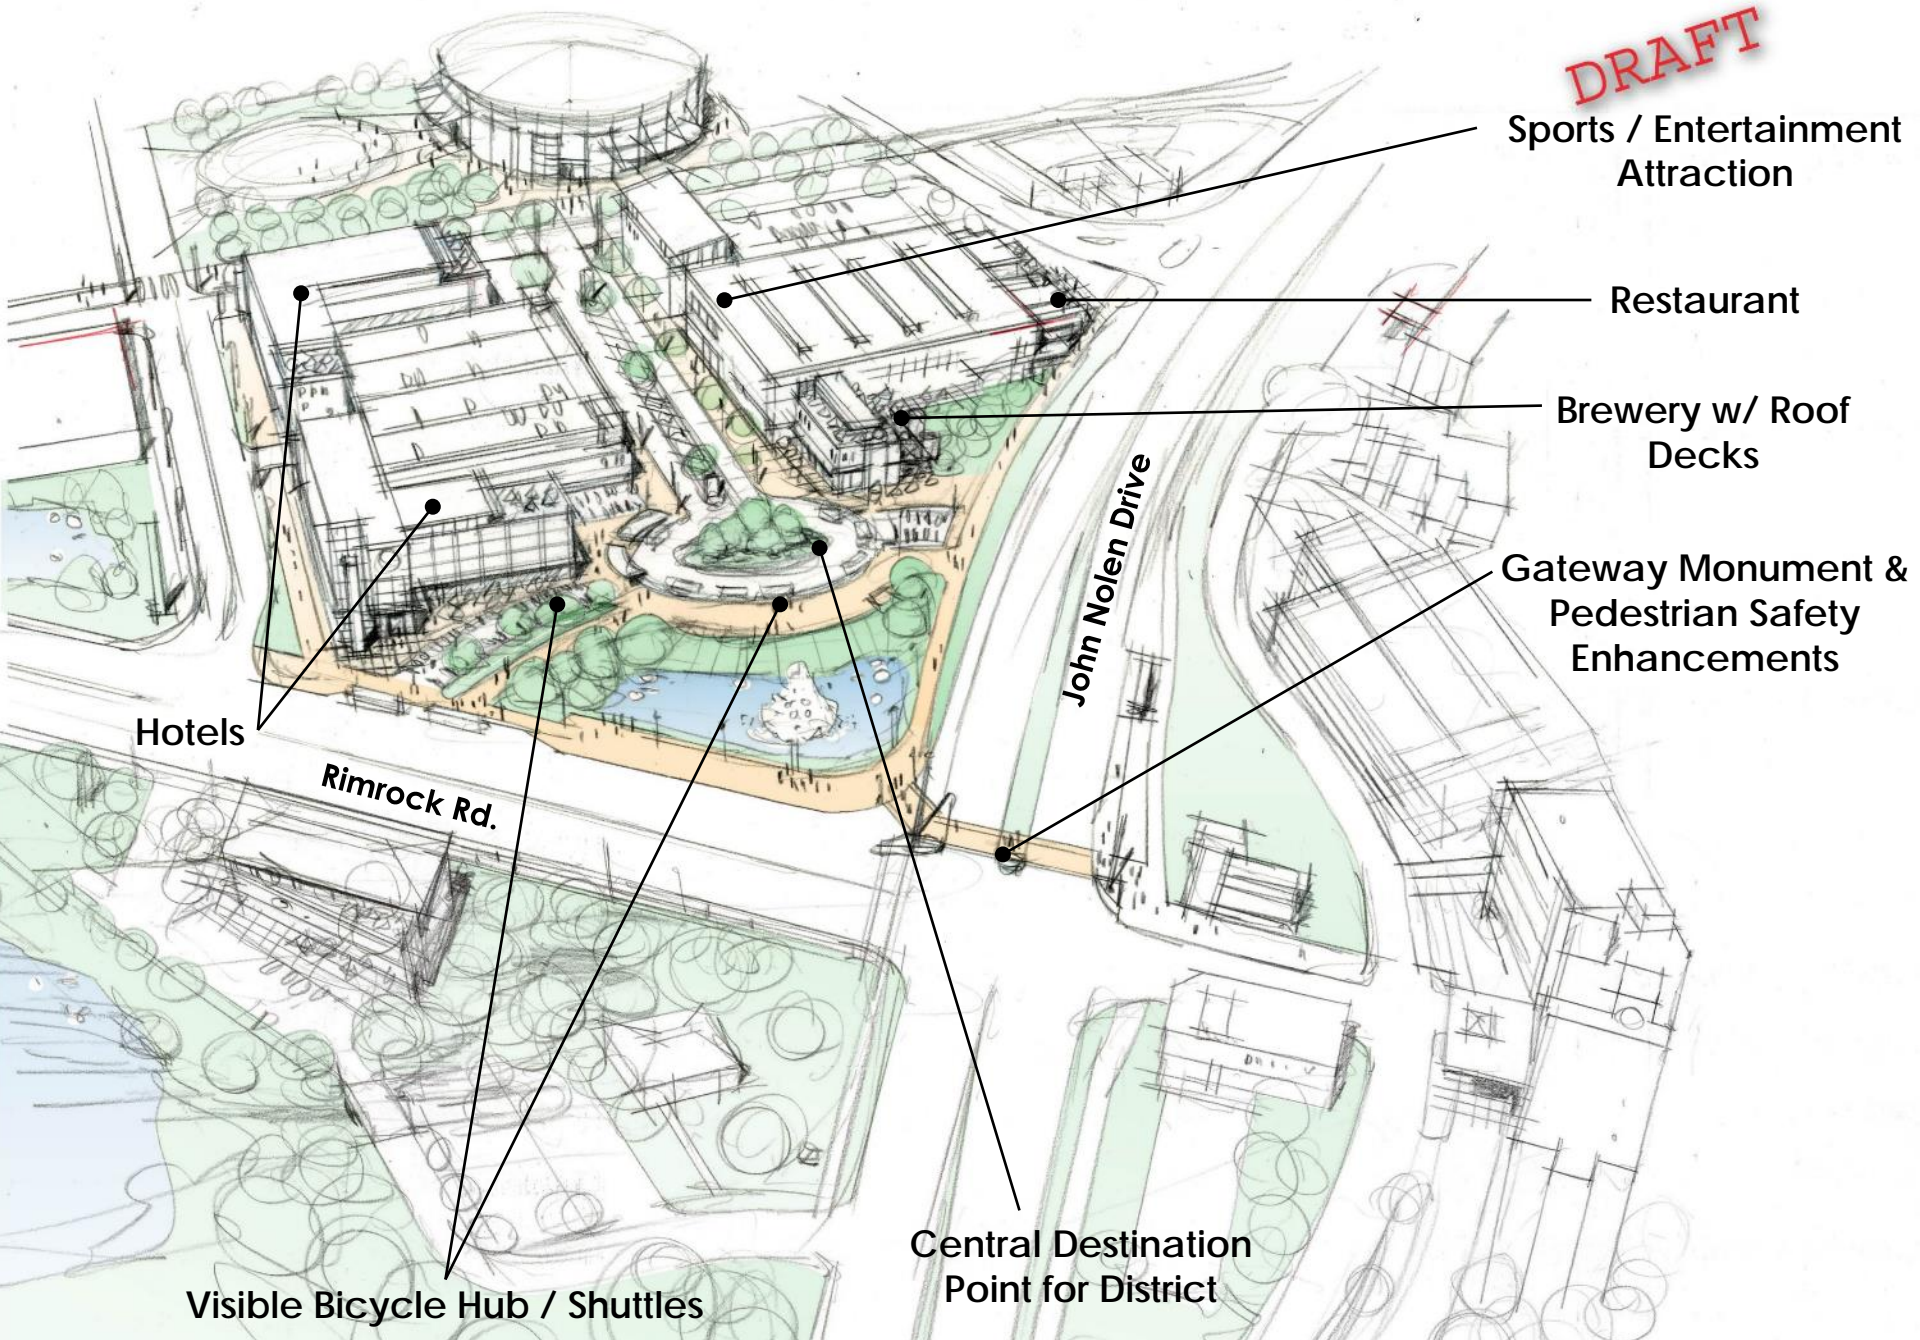 DRAFT
Sports / Entertainment
Attraction
Restaurant
Brewery w/ Roof
Decks
John Nolen Drive
Gateway Monument &
Pedestrian Safety
Enhancements
Hotels
Rimrock Rd.
Central Destination
Point for District
Visible Bicycle Hub / Shuttles